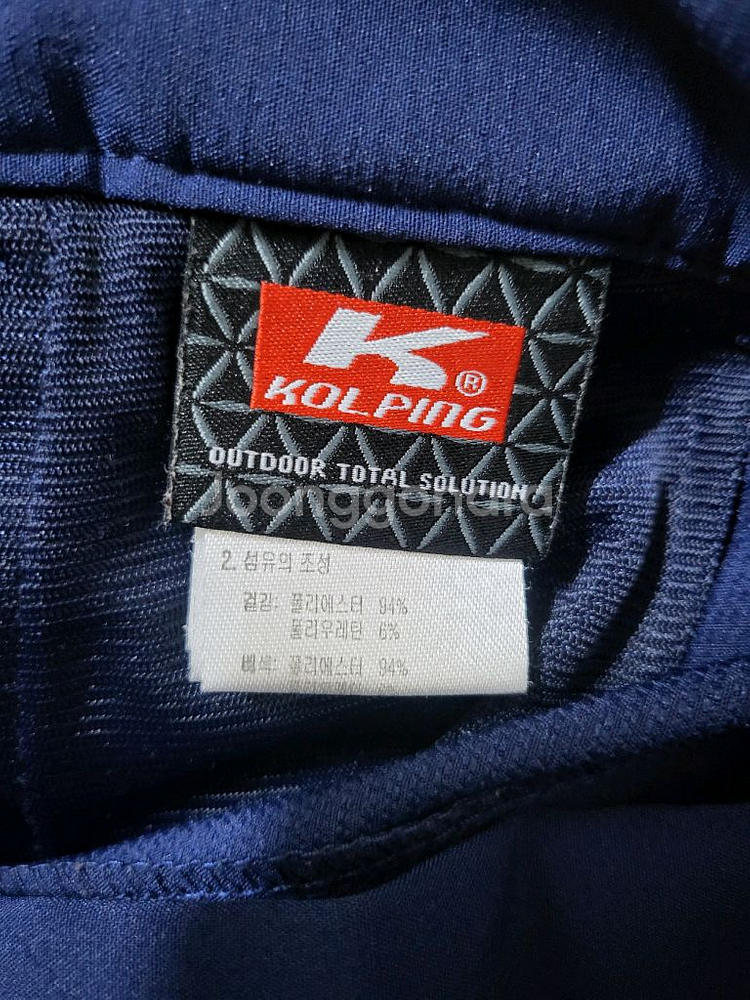 K®
KOLPING
OUTDOOR TOTAL SOLUTION
Joonggonara
2. 섬유의 조성
겉감: 폴리에스터 94%
폴리우레탄 6%
배색: 폴리에스터 94%